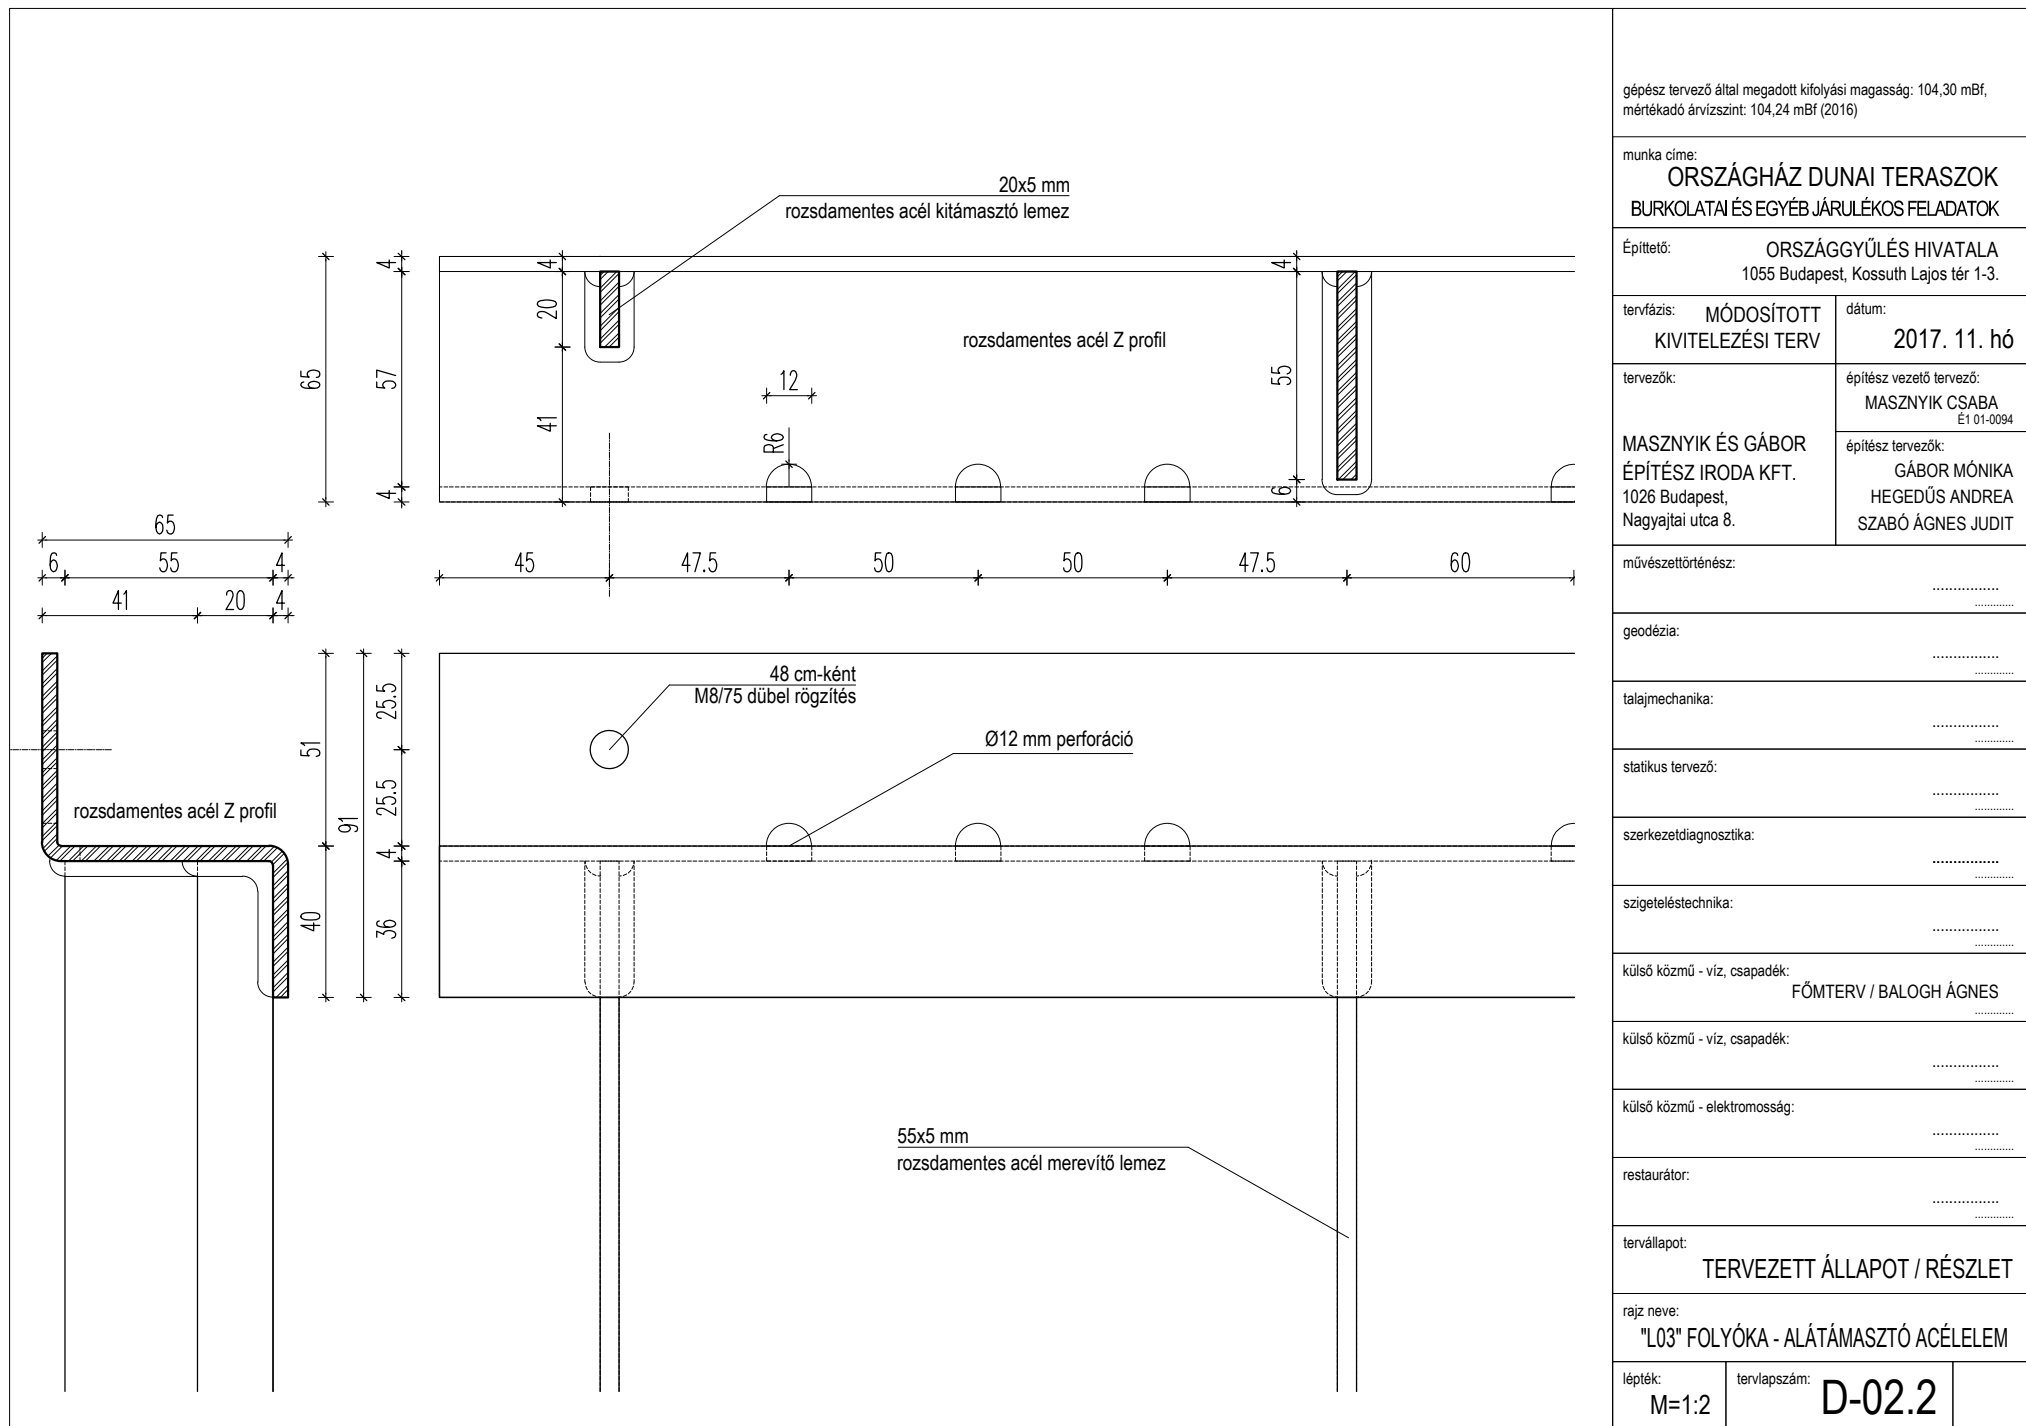 20x5 mm
rozsdamentes acél kitámasztó lemez
rozsdamentes acél Z profil
65
4
57
4
4
20
41
12
R6
4
55
6
45
47.5
50
50
47.5
60
65
6
55
4
41
20
4
48 cm-ként
M8/75 dübel rögzítés
Ø12 mm perforáció
rozsdamentes acél Z profil
51
40
91
25.5
25.5
4
36
55x5 mm
rozsdamentes acél merevítő lemez
gépész tervező által megadott kifolyási magasság: 104,30 mBf,
mértékadó árvízszint: 104,24 mBf (2016)
munka címe:
ORSZÁGHÁZ DUNAI TERASZOK
BURKOLATAI ÉS EGYÉB JÁRULÉKOS FELADATOK
Építtető:
ORSZÁGGYŰLÉS HIVATALA
1055 Budapest, Kossuth Lajos tér 1-3.
tervfázis:
MÓDOSÍTOTT
KIVITELEZÉSI TERV
dátum:
2017. 11. hó
tervezők:
MASZNYIK ÉS GÁBOR
ÉPÍTÉSZ IRODA KFT.
1026 Budapest,
Nagyajtai utca 8.
építész vezető tervező:
MASZNYIK CSABA
É1 01-0094
építész tervezők:
GÁBOR MÓNIKA
HEGEDŰS ANDREA
SZABÓ ÁGNES JUDIT
művészettörténész:
................
.............
geodézia:
................
.............
talajmechanika:
................
.............
statikus tervező:
................
.............
szerkezetdiagnosztika:
................
.............
szigeteléstechnika:
................
.............
külső közmű - víz, csapadék:
FŐMTERV / BALOGH ÁGNES
.............
külső közmű - víz, csapadék:
................
.............
külső közmű - elektromosság:
................
.............
restaurátor:
................
.............
tervállapot:
TERVEZETT ÁLLAPOT / RÉSZLET
rajz neve:
"L03" FOLYÓKA - ALÁTÁMASZTÓ ACÉLELEM
lépték:
M=1:2
tervlapszám:
D-02.2